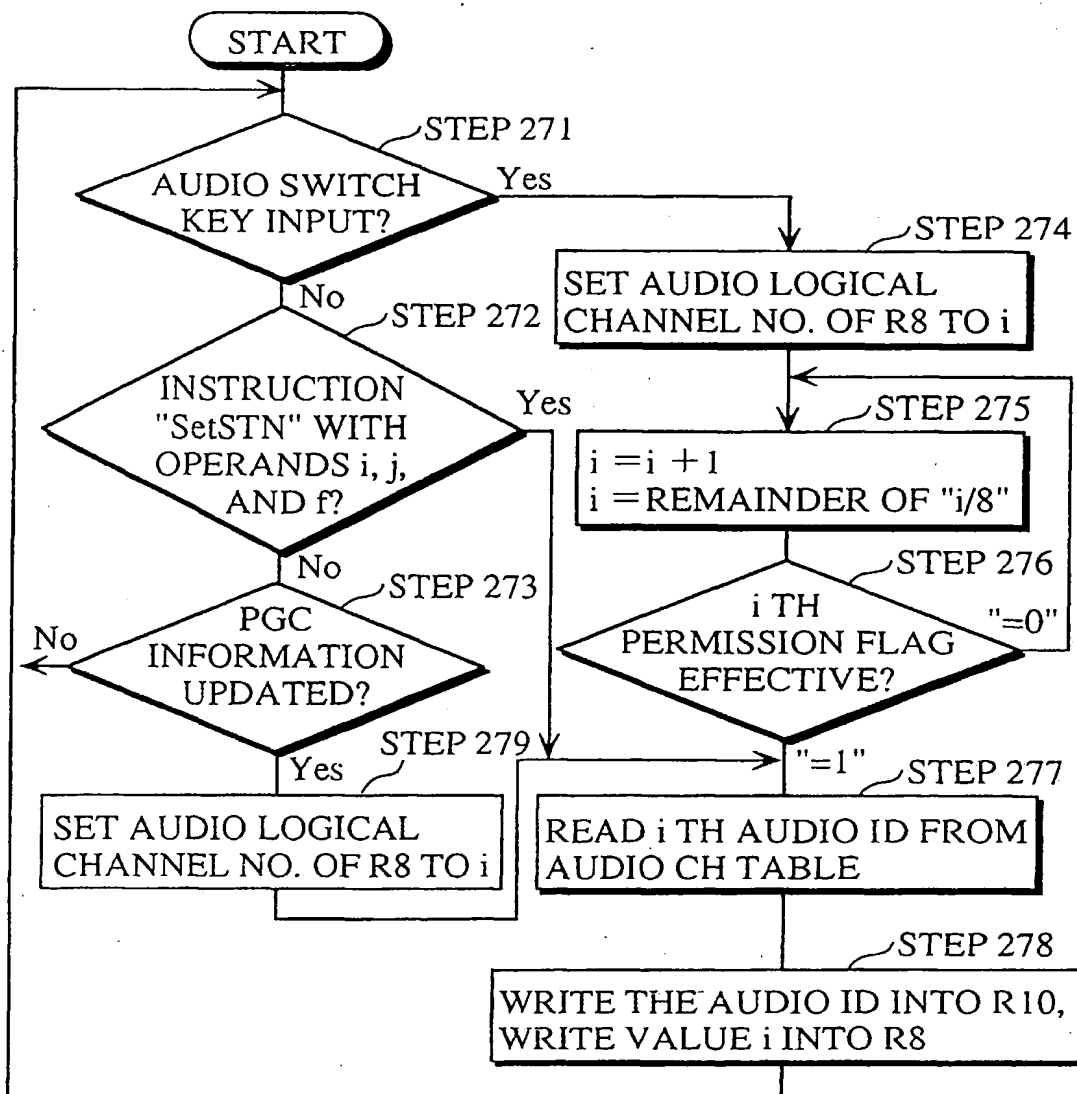 START
STEP 271
AUDIO SWITCH
KEY INPUT?
Yes
No
STEP 274
SET AUDIO LOGICAL
CHANNEL NO. OF R8 TO i
STEP 272
INSTRUCTION
"SetSTN" WITH
OPERANDS i, j,
AND f?
Yes
No
STEP 275
i = i + 1
i = REMAINDER OF "i/8"
STEP 276
i TH
PERMISSION FLAG
EFFECTIVE?
"=0"
"=1"
STEP 273
PGC
INFORMATION
UPDATED?
No
Yes
STEP 279
SET AUDIO LOGICAL
CHANNEL NO. OF R8 TO i
STEP 277
READ i TH AUDIO ID FROM
AUDIO CH TABLE
STEP 278
WRITE THE AUDIO ID INTO R10,
WRITE VALUE i INTO R8